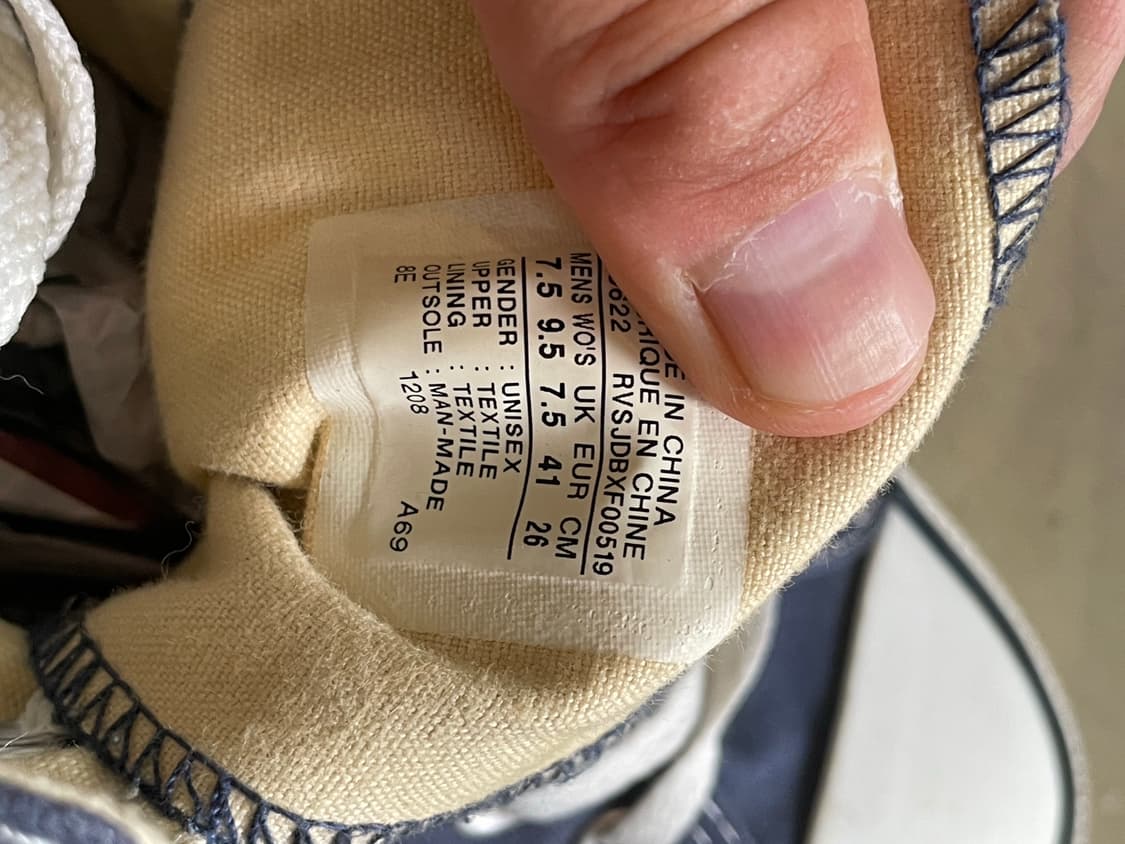 IN CHINA
EN CHINE
RVSJDBXF00519
MENS WO'S UK EUR CM
7.5 9.5 7.5 41 26
GENDER : UNISEX
UPPER : TEXTILE
LINING : TEXTILE
OUTSOLE : MAN-MADE
8E 1208 A69